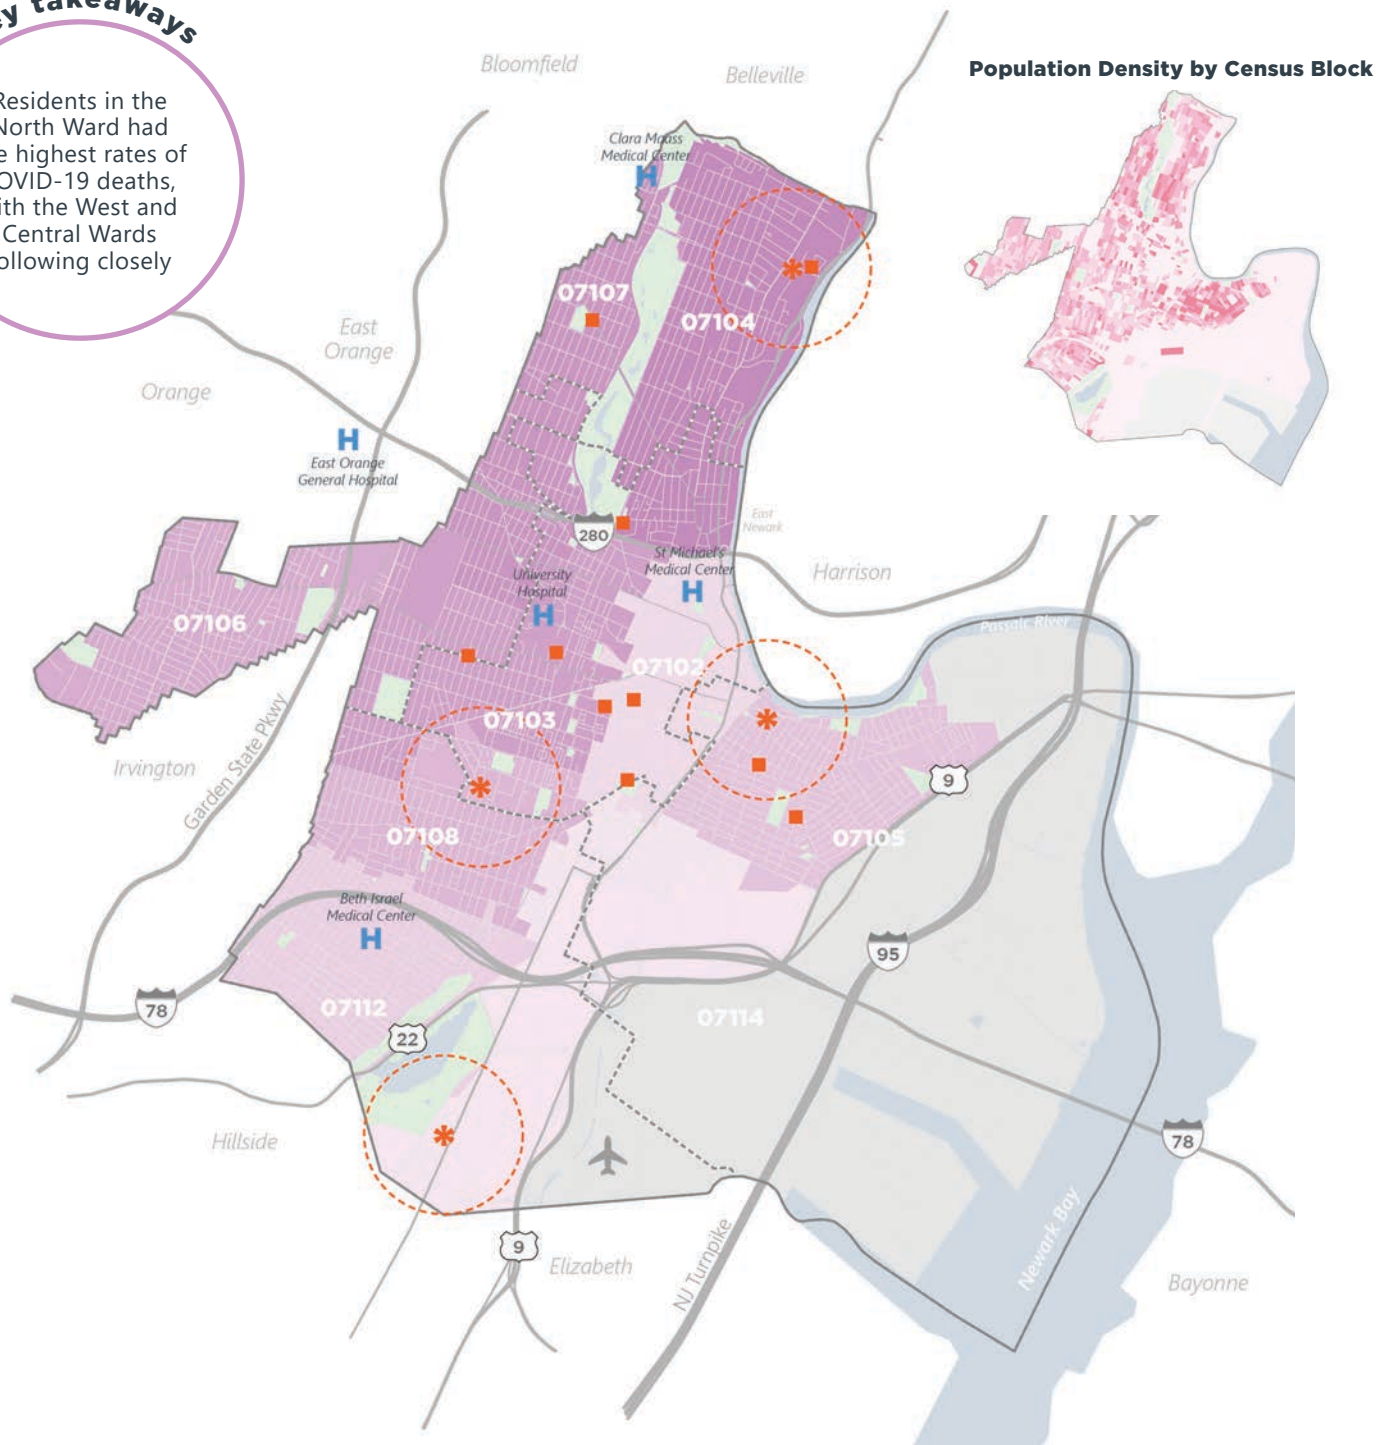 takeaways
Residents in the
North Ward had
highest rates of
COVID-19 deaths,
with the West and
Central Wards
following closely
Population Density by Census Block
Bloomfield
Belleville
Clara Maass
Medical Center
H
07107
07104
East
Orange
Orange
H
East Orange
General Hospital
East
Newark
280
St Michael's
Medical Center
H
Harrison
University
Hospital
H
07106
Passaic River
07102
07103
Irvington
Garden State Pkwy
9
07108
07105
Beth Israel
Medical Center
H
95
78
07112
22
07114
Hillside
78
9
Elizabeth
NJ Turnpike
Newark Bay
Bayonne